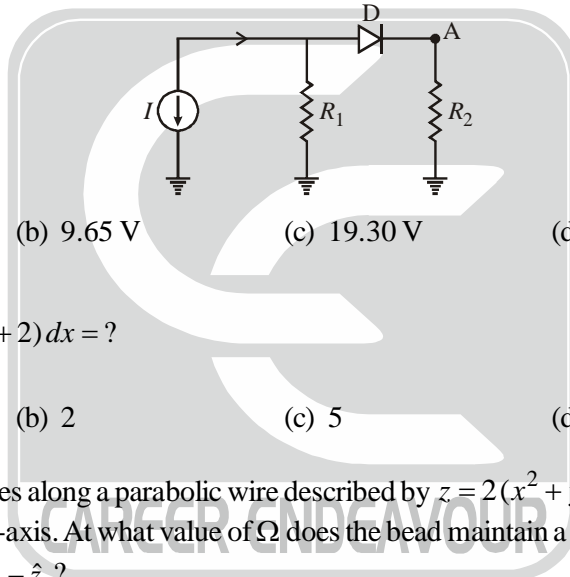 D
A
I R₁ R₂
(b) 9.65 V (c) 19.30 V (d
+ 2) dx = ?
(b) 2 (c) 5 (d
es along a parabolic wire described by z = 2(x² +
-axis. At what value of Ω does the bead maintain a
CAREER ENDEAVOUR
– ẑ ?